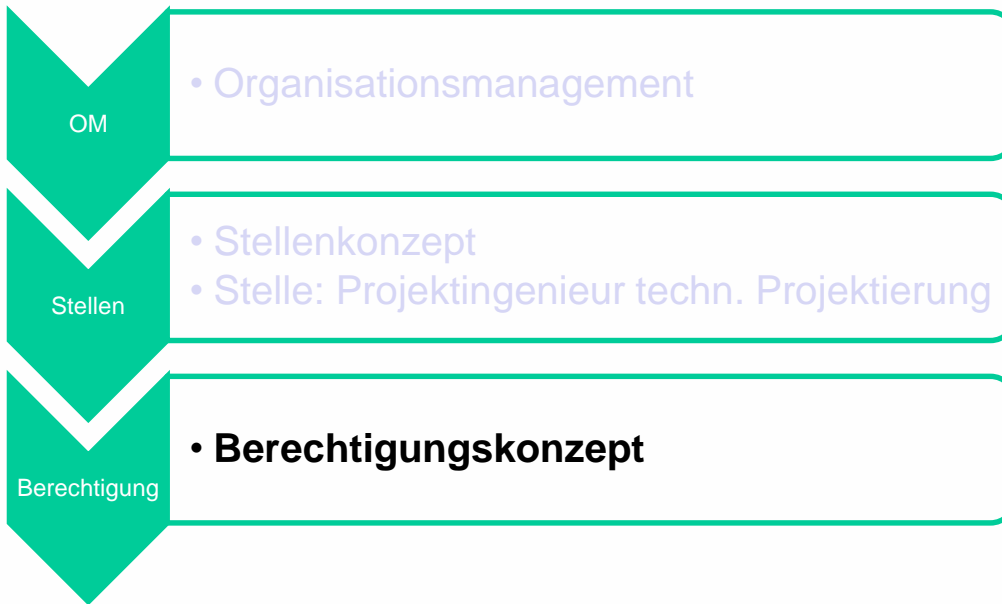 OM
• Organisationsmanagement
Stellen
• Stellenkonzept
• Stelle: Projektingenieur techn. Projektierung
Berechtigung
• Berechtigungskonzept